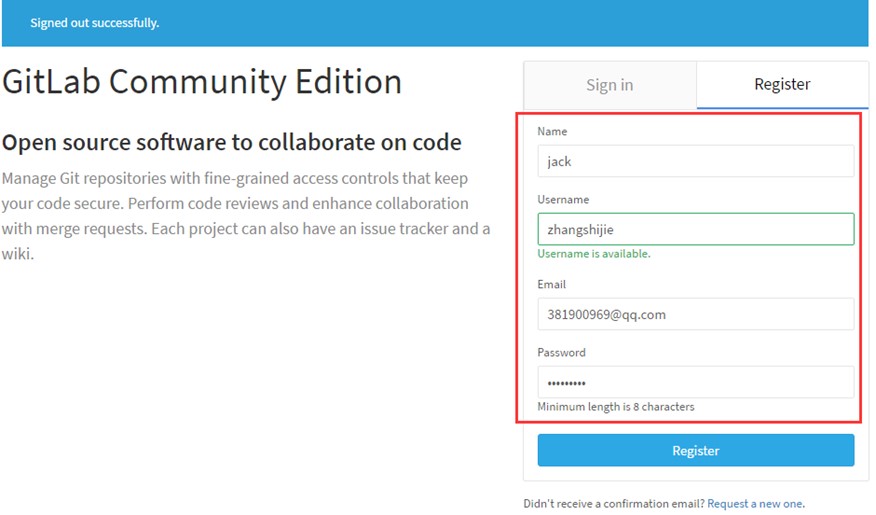 Signed out successfully.
GitLab Community Edition
Open source software to collaborate on code
Manage Git repositories with fine-grained access controls that keep
your code secure. Perform code reviews and enhance collaboration
with merge requests. Each project can also have an issue tracker and a
wiki.
Sign in
Register
Name
jack
Username
zhangshijie
Username is available.
Email
381900969@qq.com
Password
•••••••••
Minimum length is 8 characters
Register
Didn't receive a confirmation email? Request a new one.